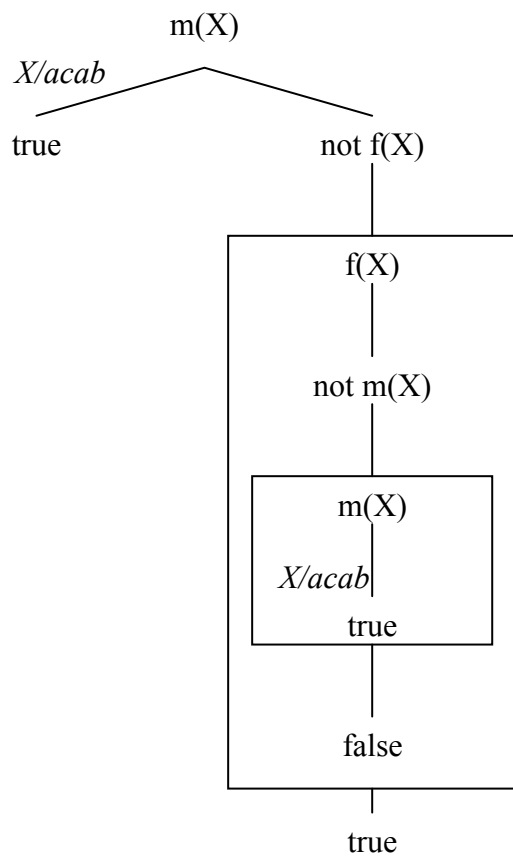 m(X)
X/acab
true
not f(X)
f(X)
not m(X)
m(X)
X/acab
true
false
true